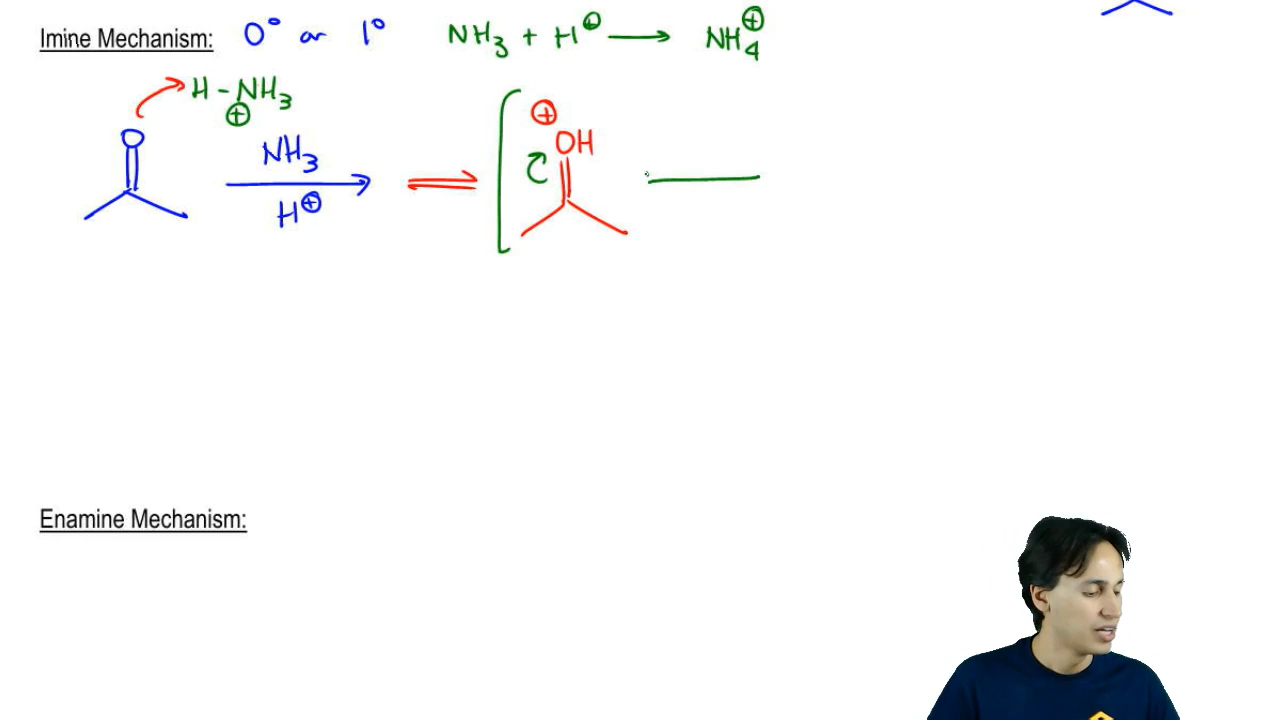 Imine Mechanism: 0° or 1° NH₃ + H⊕ ⟶ NH₄⊕
H-NH₃
⊕
⊕
O
NH₃
OH
H⊕
Enamine Mechanism: